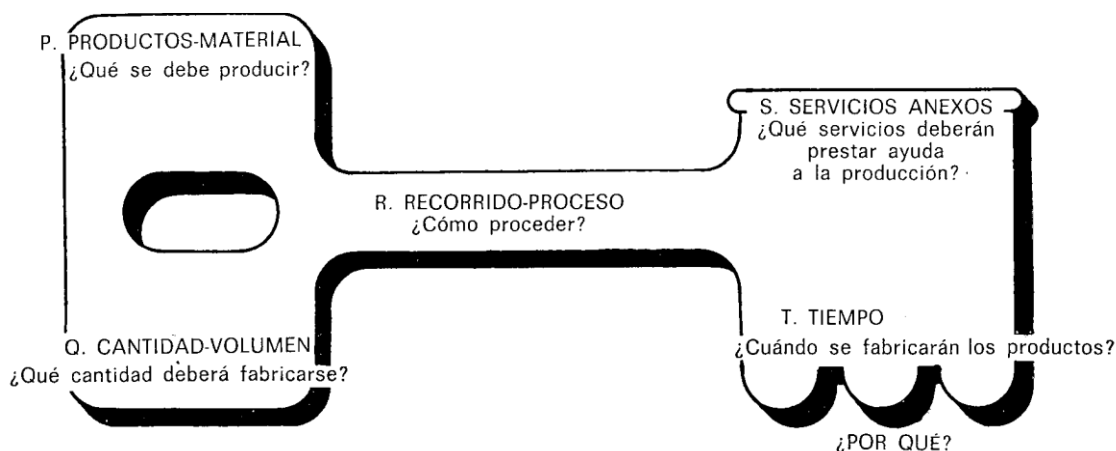 P. PRODUCTOS-MATERIAL
¿Qué se debe producir?
Q. CANTIDAD-VOLUMEN
¿Qué cantidad deberá fabricarse?
R. RECORRIDO-PROCESO
¿Cómo proceder?
S. SERVICIOS ANEXOS
¿Qué servicios deberán
prestar ayuda
a la producción?
T. TIEMPO
¿Cuándo se fabricarán los productos?
¿POR QUÉ?